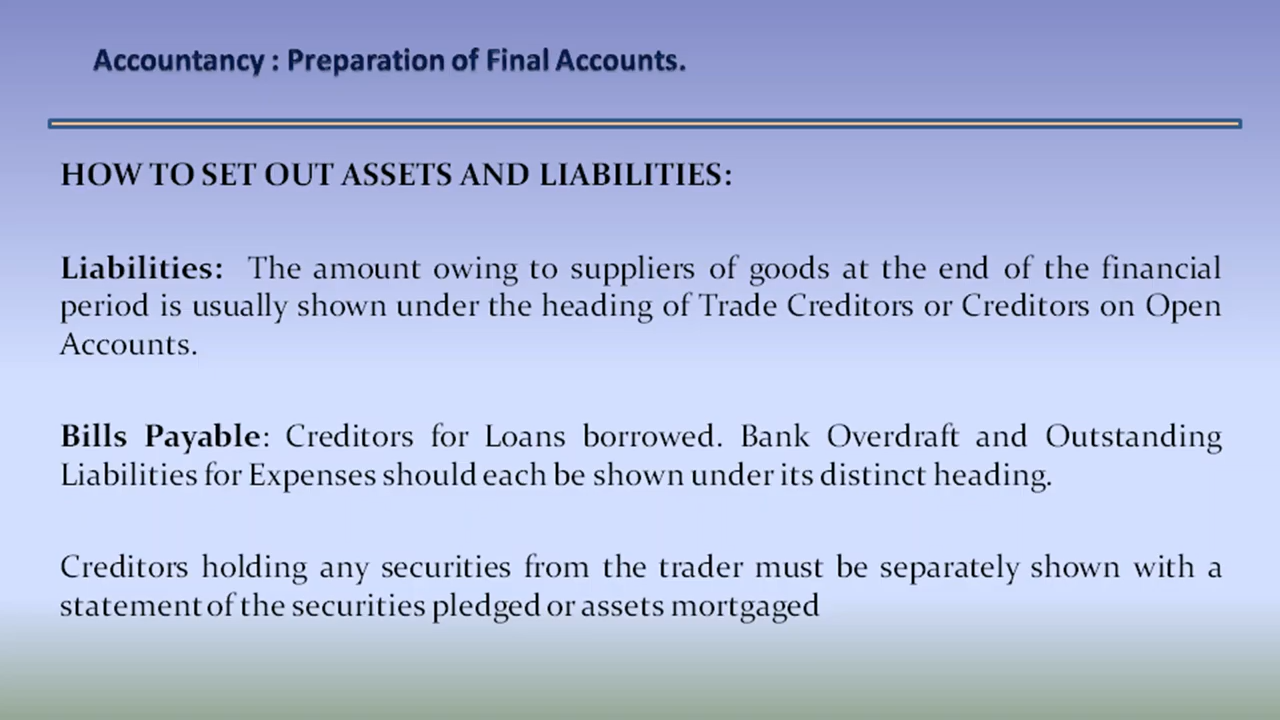 Accountancy : Preparation of Final Accounts.
HOW TO SET OUT ASSETS AND LIABILITIES:
Liabilities: The amount owing to suppliers of goods at the end of the financial
period is usually shown under the heading of Trade Creditors or Creditors on Open
Accounts.
Bills Payable: Creditors for Loans borrowed. Bank Overdraft and Outstanding
Liabilities for Expenses should each be shown under its distinct heading.
Creditors holding any securities from the trader must be separately shown with a
statement of the securities pledged or assets mortgaged